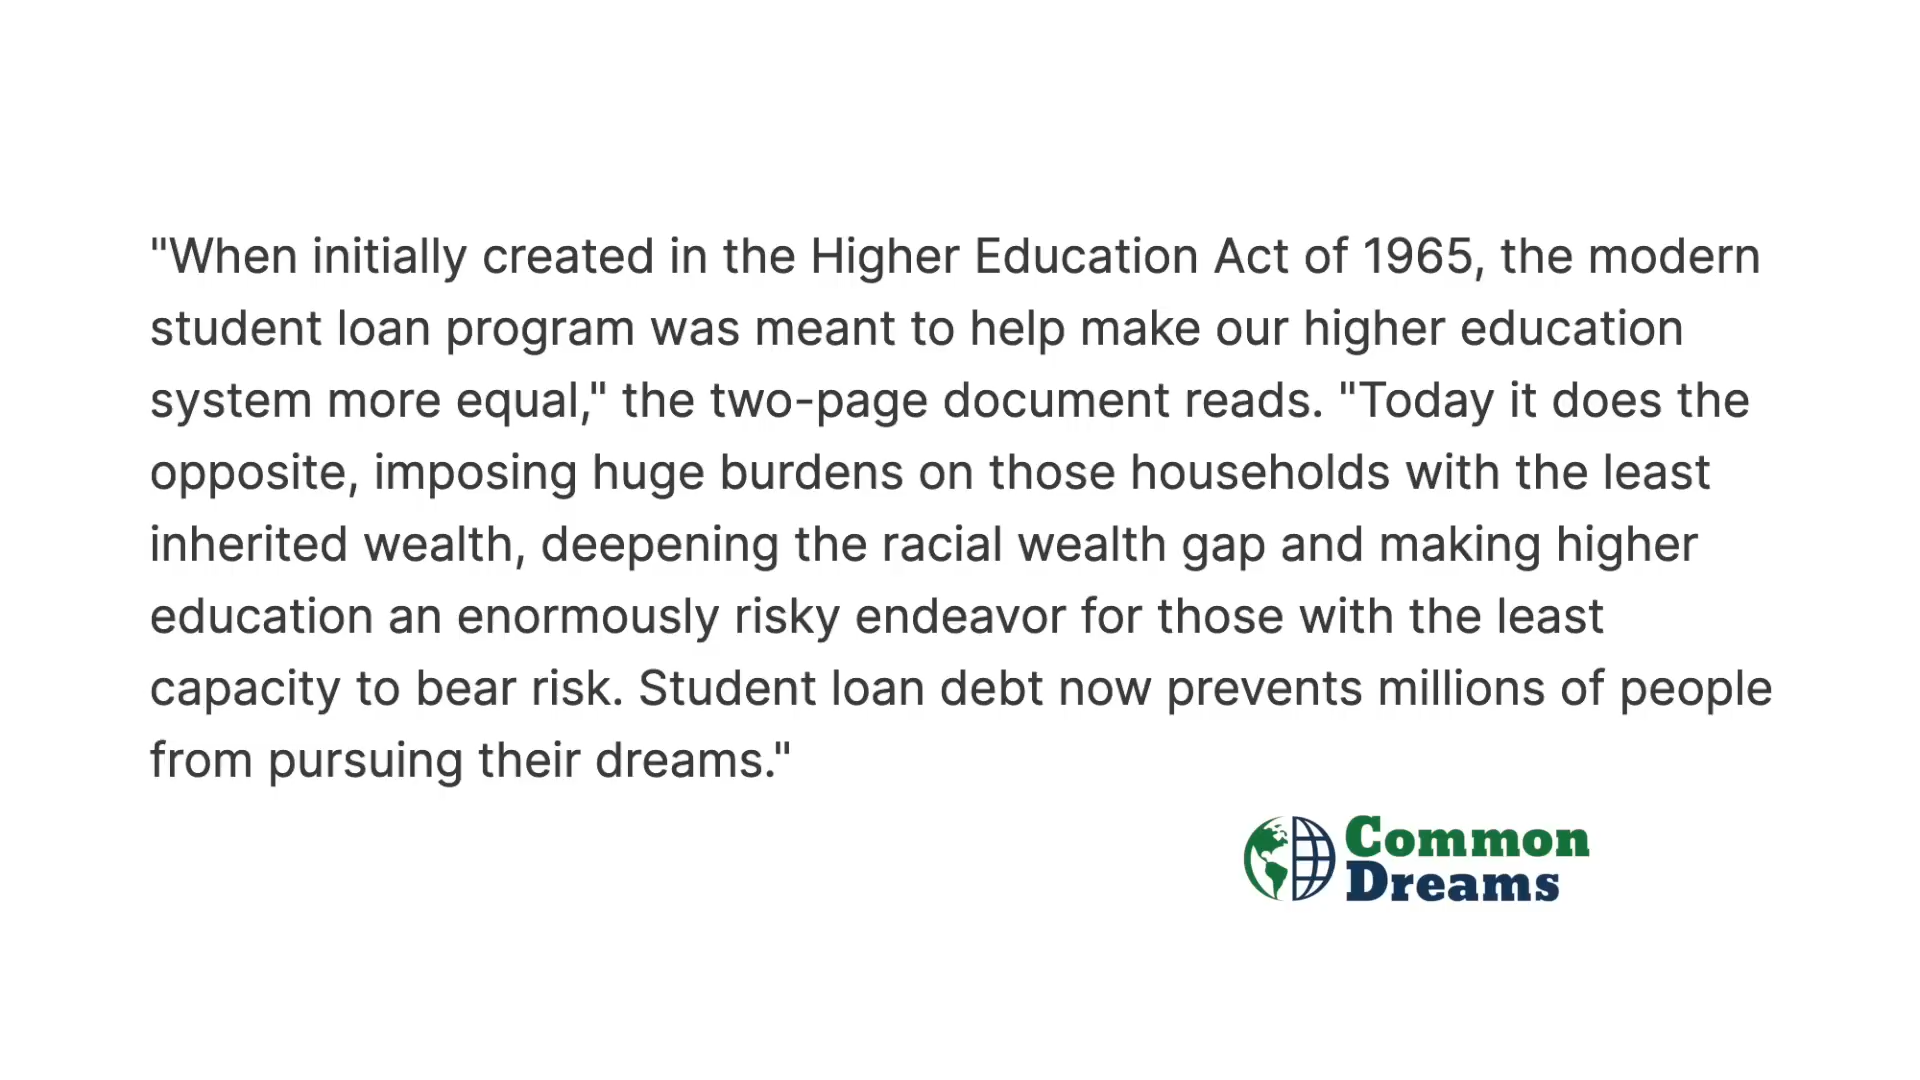 "When initially created in the Higher Education Act of 1965, the modern
student loan program was meant to help make our higher education
system more equal," the two-page document reads. "Today it does the
opposite, imposing huge burdens on those households with the least
inherited wealth, deepening the racial wealth gap and making higher
education an enormously risky endeavor for those with the least
capacity to bear risk. Student loan debt now prevents millions of people
from pursuing their dreams."
Common
Dreams